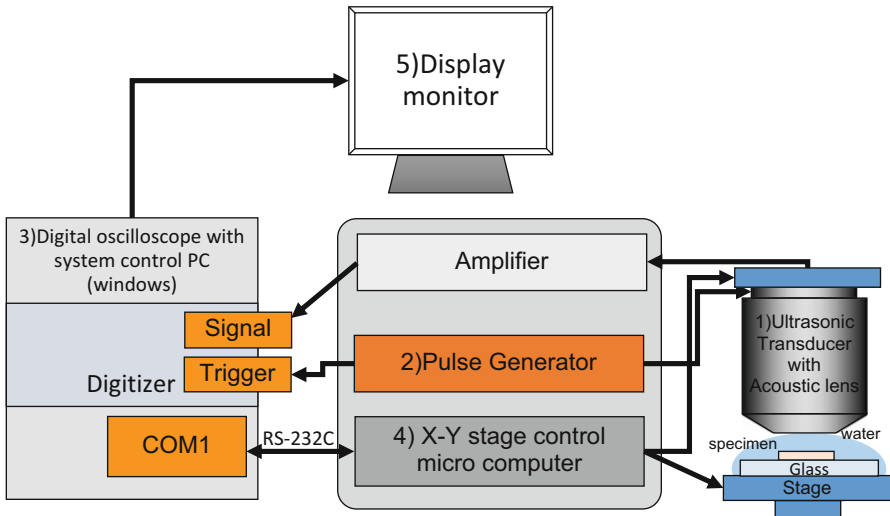 5)Display
monitor
3)Digital oscilloscope with
system control PC
(windows)
Amplifier
Signal
Trigger
Digitizer
2)Pulse Generator
1)Ultrasonic
Transducer
with
Acoustic lens
COM1
RS-232C
4) X-Y stage control
micro computer
specimen
water
Glass
Stage